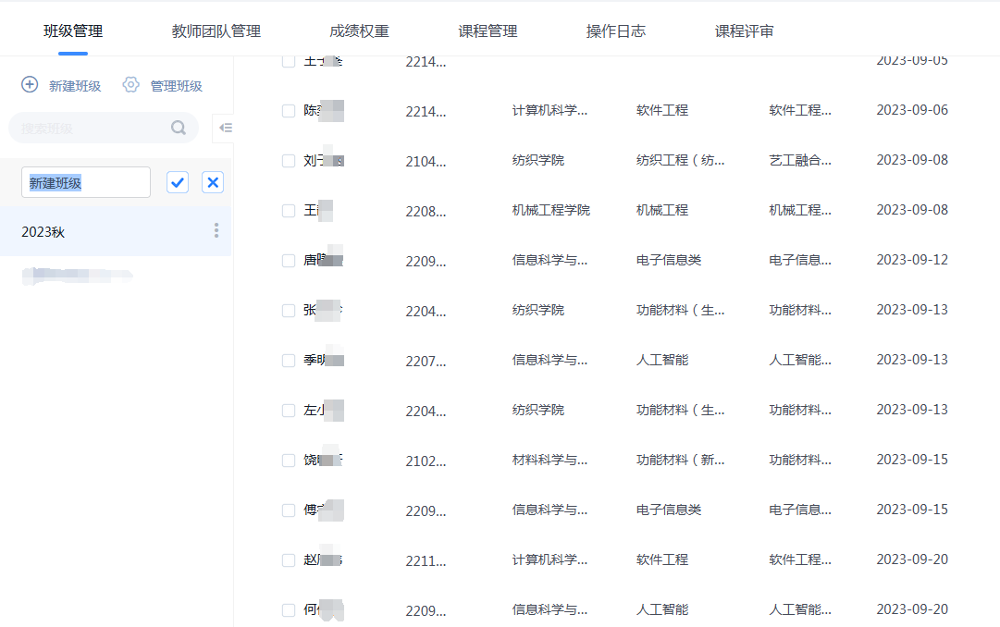 班级管理 教师团队管理 成绩权重 课程管理 操作日志 课程评审
新建班级 管理班级
搜索班级
新建班级
2023秋
王 2214... 2023-09-05
陈 2214... 计算机科学... 软件工程 软件工程... 2023-09-06
刘 2104... 纺织学院 纺织工程（纺... 艺工融合... 2023-09-08
王 2208... 机械工程学院 机械工程 机械工程... 2023-09-08
唐 2209... 信息科学与... 电子信息类 电子信息... 2023-09-12
张 2204... 纺织学院 功能材料（生... 功能材料... 2023-09-13
季 2207... 信息科学与... 人工智能 人工智能... 2023-09-13
左 2204... 纺织学院 功能材料（生... 功能材料... 2023-09-13
饶 2102... 材料科学与... 功能材料（新... 功能材料... 2023-09-15
傅 2209... 信息科学与... 电子信息类 电子信息... 2023-09-15
赵 2211... 计算机科学... 软件工程 软件工程... 2023-09-20
何 2209... 信息科学与... 人工智能 人工智能... 2023-09-20